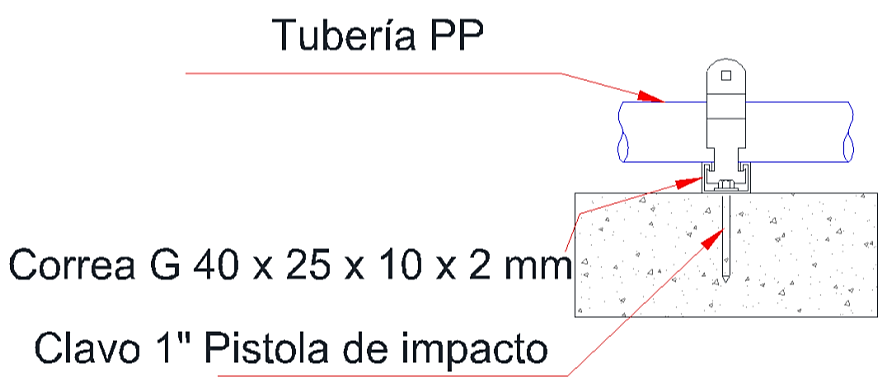 Tubería PP
Correa G 40 x 25 x 10 x 2 mm
Clavo 1" Pistola de impacto